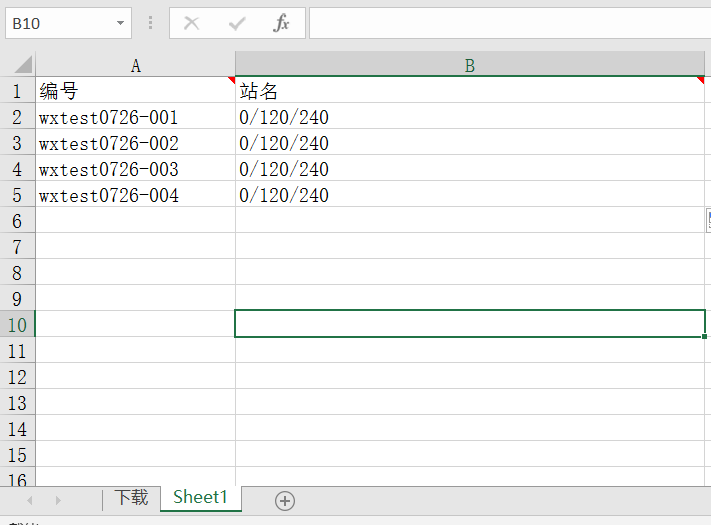 B10
fx
A B
1 编号 站名
2 wxtest0726-001 0/120/240
3 wxtest0726-002 0/120/240
4 wxtest0726-003 0/120/240
5 wxtest0726-004 0/120/240
6
7
8
9
10
11
12
13
14
15
16
下载 Sheet1